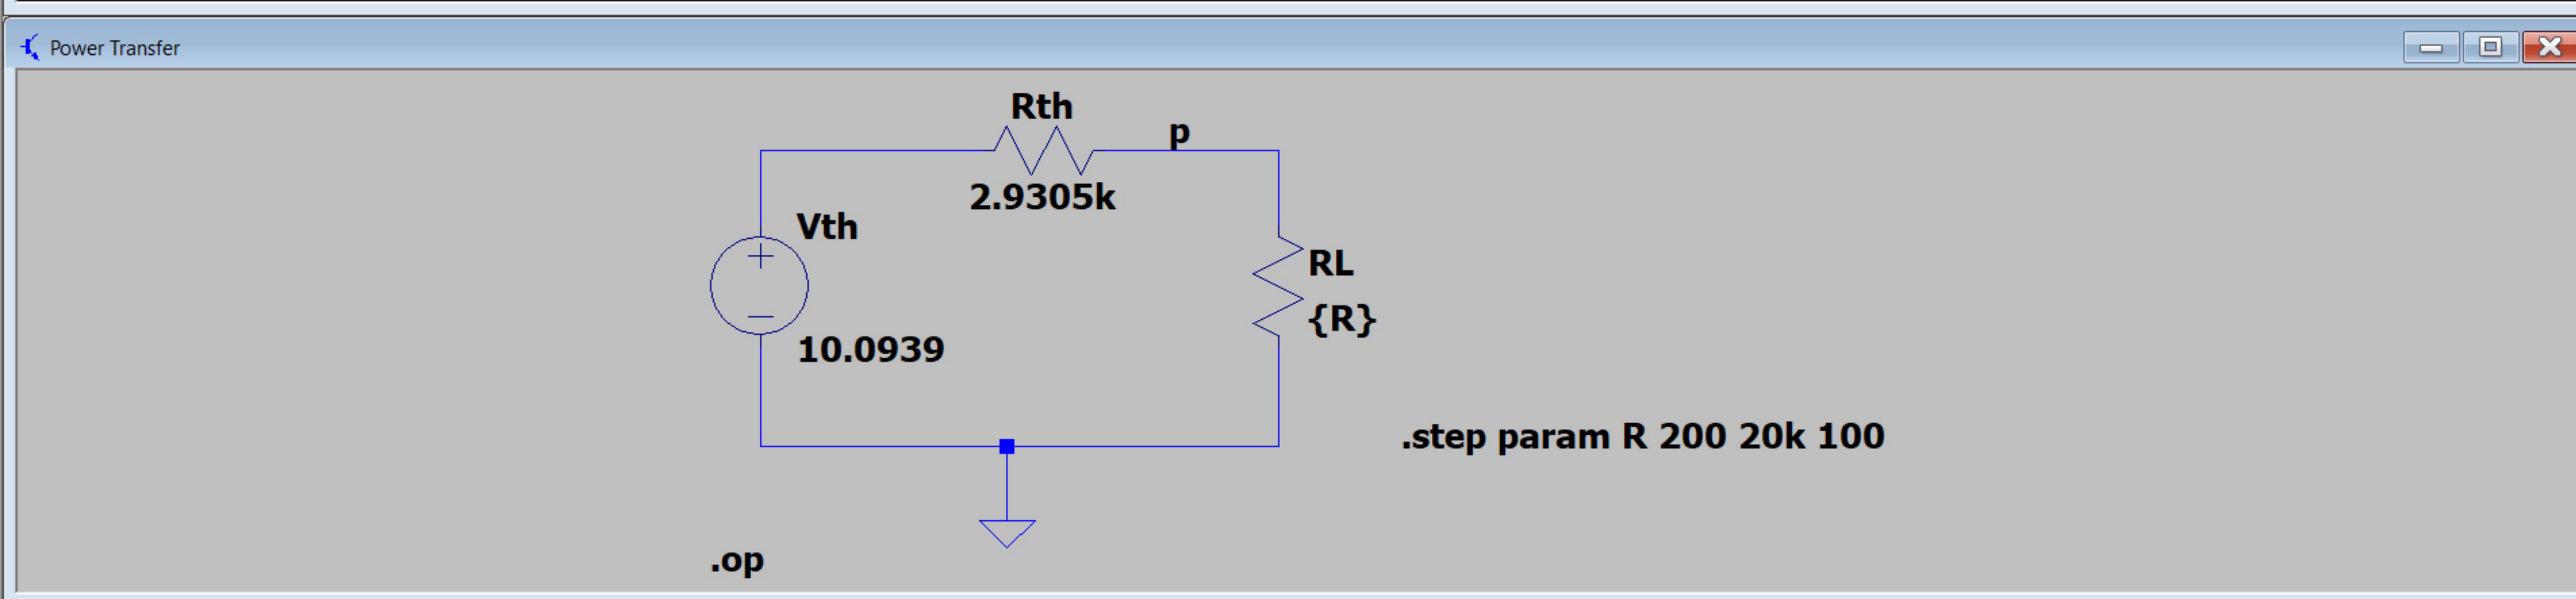 Power Transfer
Rth
p
2.9305k
Vth
RL
{R}
10.0939
.step param R 200 20k 100
.op